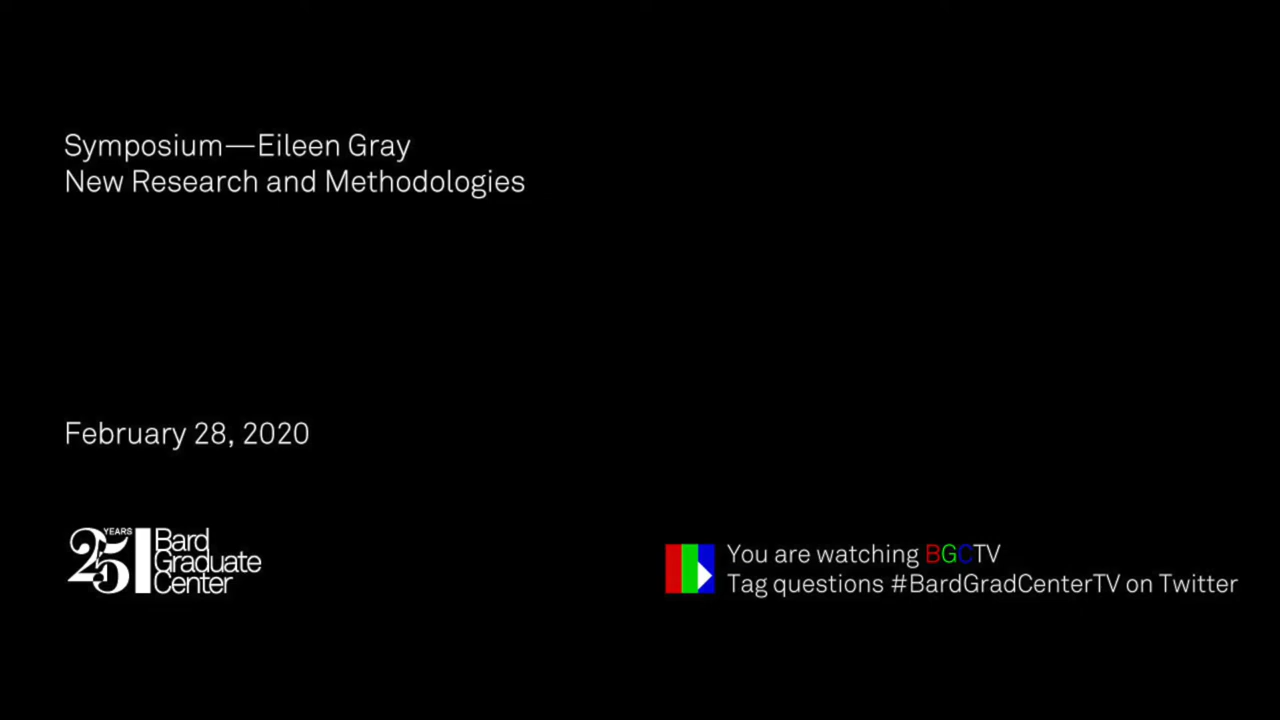 Symposium—Eileen Gray
New Research and Methodologies
February 28, 2020
25 YEARS
Bard
Graduate
Center
You are watching BGCTV
Tag questions #BardGradCenterTV on Twitter